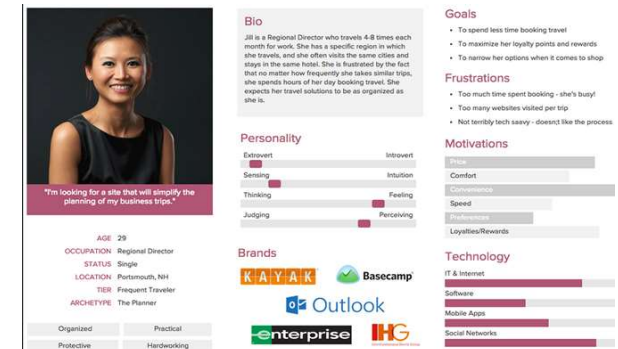 "I'm looking for a site that will simplify the
planning of my business trips."
AGE 29
OCCUPATION Regional Director
STATUS Single
LOCATION Portsmouth, NH
TIER Frequent Traveler
ARCHETYPE The Planner
Organized Practical
Protective Hardworking
Bio
Jill is a Regional Director who travels 4-8 times each
month for work. She has a specific region in which
she travels, and she often visits the same cities and
stays in the same hotel. She is frustrated by the fact
that no matter how frequently she takes similar trips,
she spends hours of her day booking travel. She
expects her travel solutions to be as organized as
she is.
Personality
Extrovert Introvert
Sensing Intuition
Thinking Feeling
Judging Perceiving
Brands
KAYAK
Basecamp
Outlook
enterprise
IHG
Goals
• To spend less time booking travel
• To maximize her loyalty points and rewards
• To narrow her options when it comes to shop
Frustrations
• Too much time spent booking - she's busy!
• Too many websites visited per trip
• Not terribly tech saavy - doesn;t like the process
Motivations
Price
Comfort
Convenience
Speed
Preferences
Loyalties/Rewards
Technology
IT & Internet
Software
Mobile Apps
Social Networks